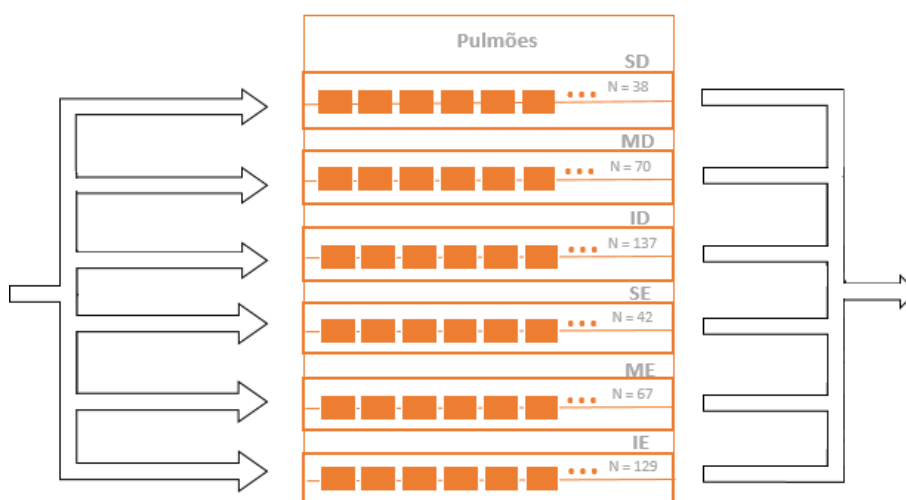 Pulmões
SD
N = 38
MD
N = 70
ID
N = 137
SE
N = 42
ME
N = 67
IE
N = 129